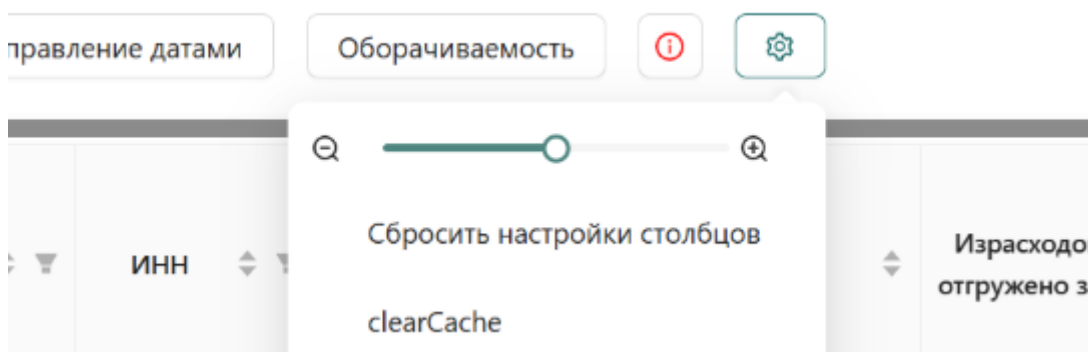 правление датами
Оборачиваемость
Сбросить настройки столбцов
ИНН
Израсходо
отгружено з
clearCache